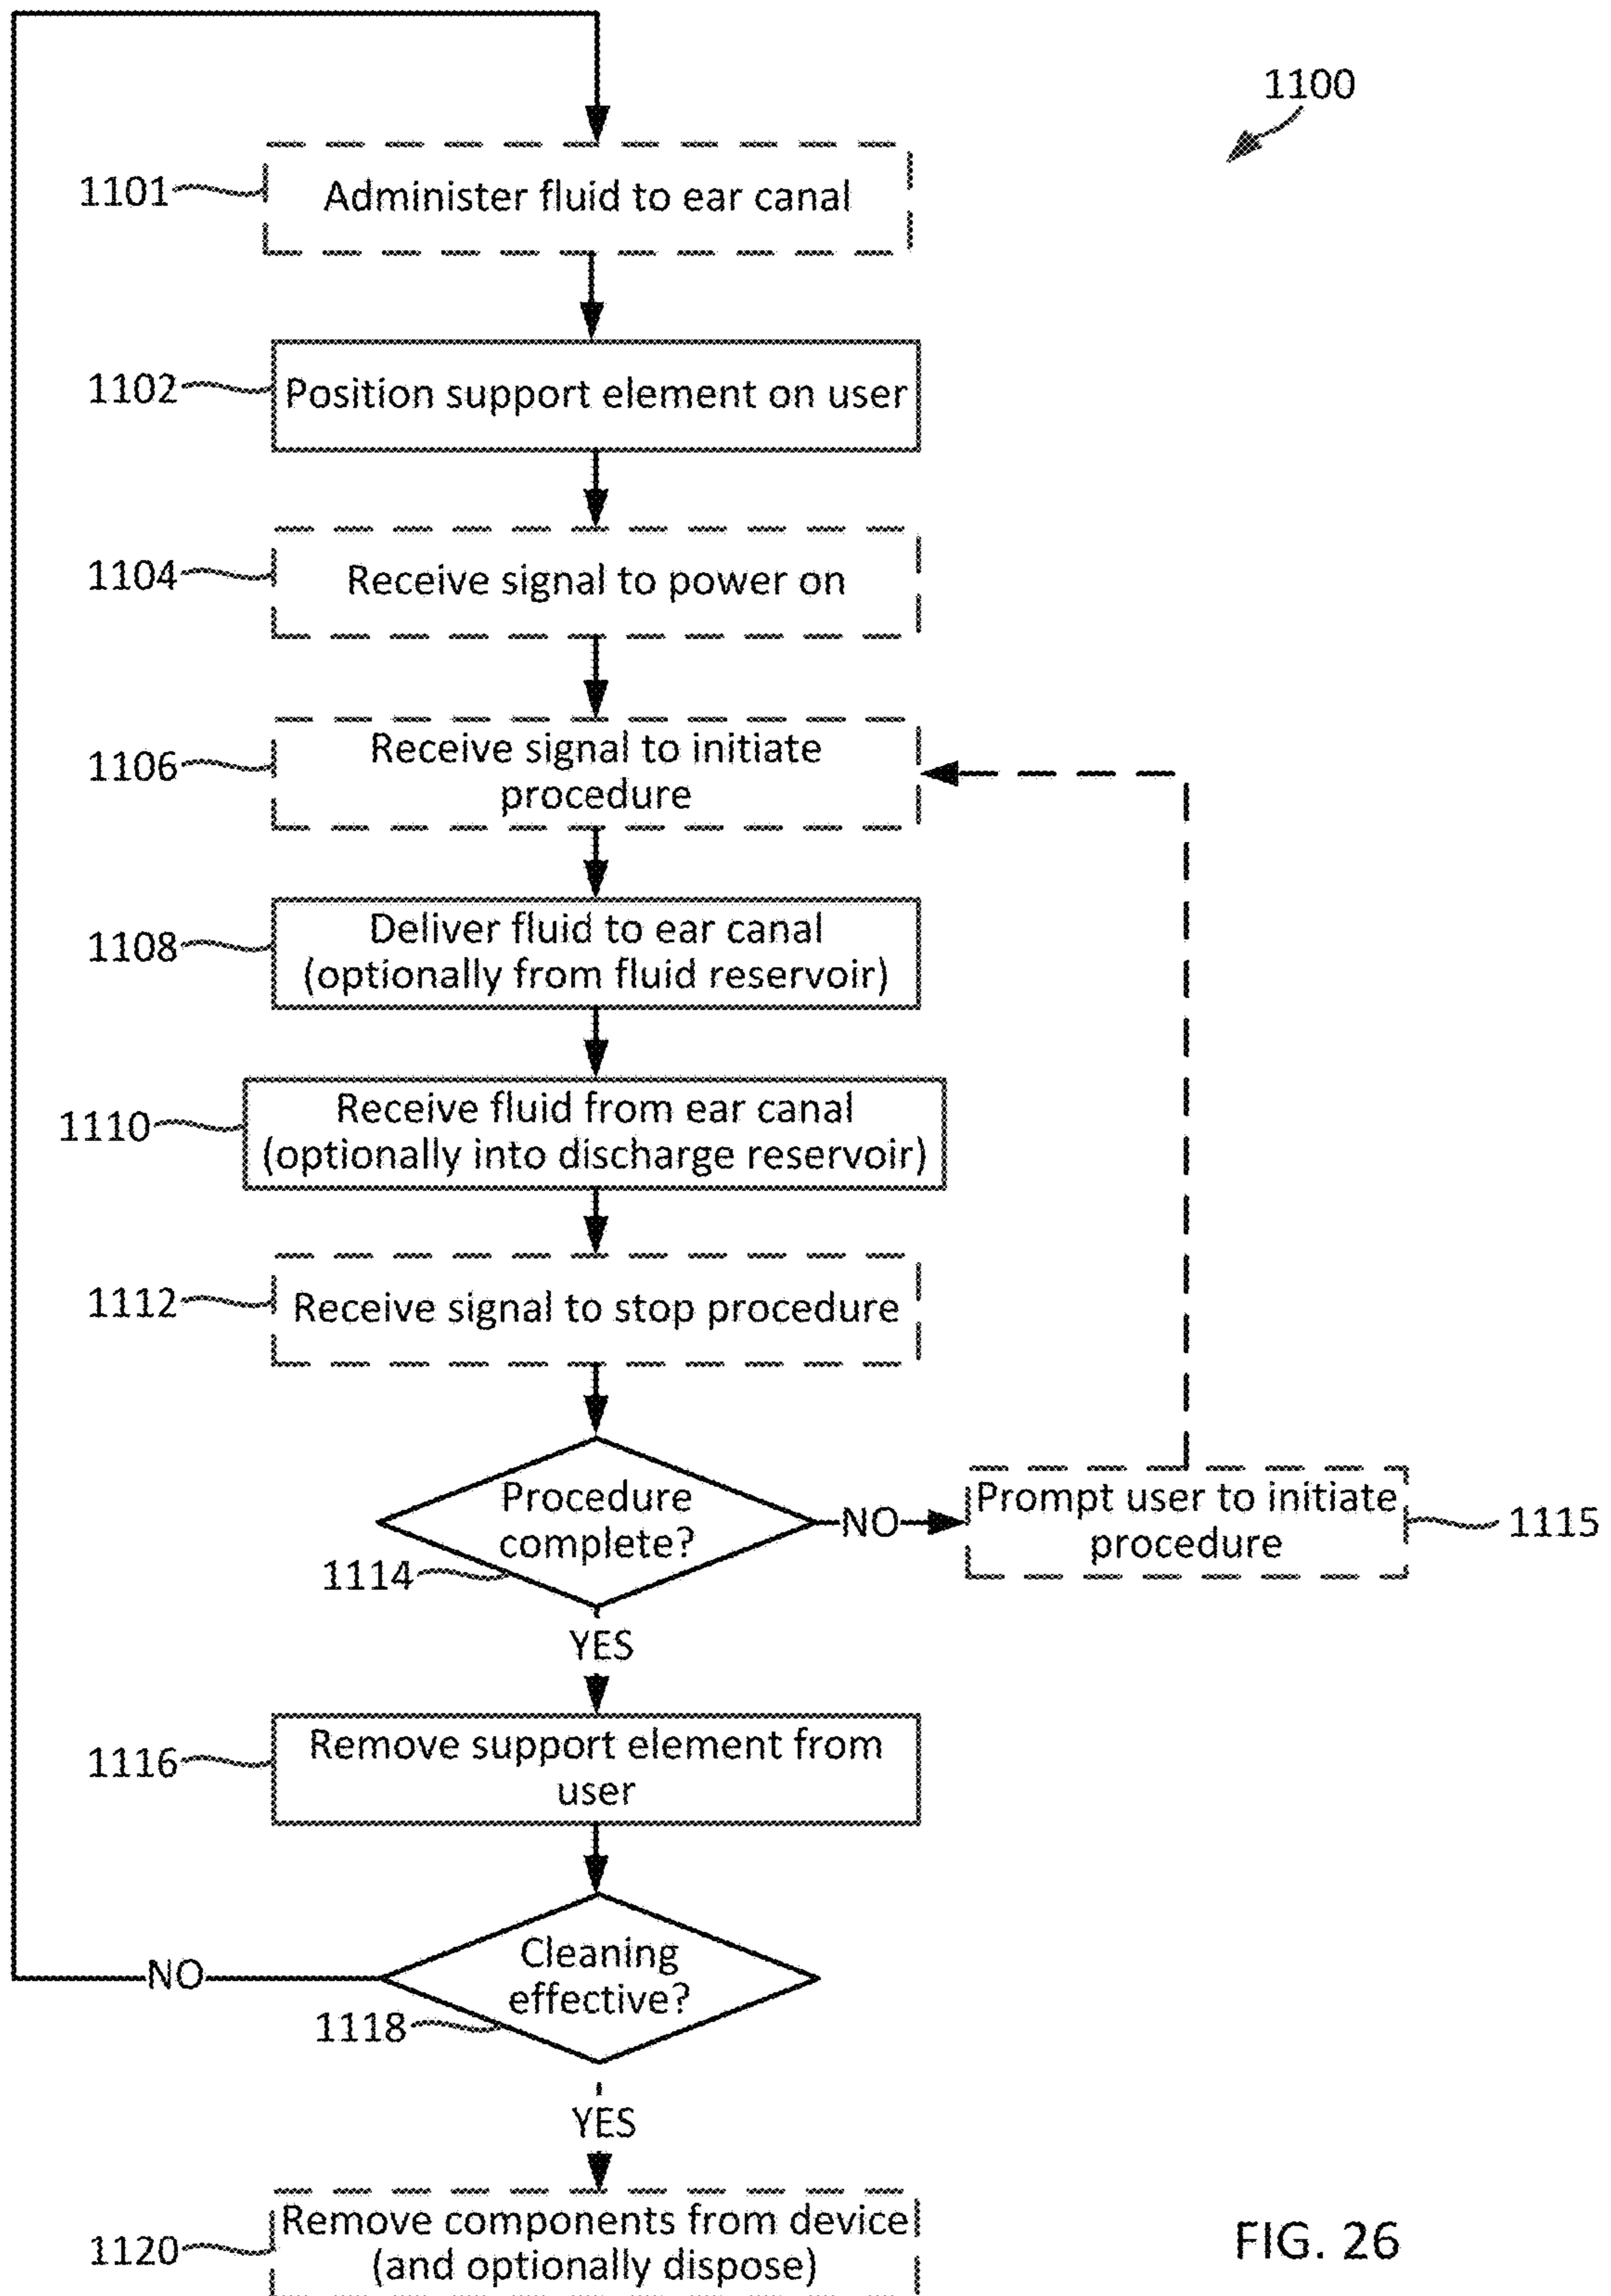 1100
1101
Administer fluid to ear canal
1102
Position support element on user
1104
Receive signal to power on
1106
Receive signal to initiate
procedure
1108
Deliver fluid to ear canal
(optionally from fluid reservoir)
1110
Receive fluid from ear canal
(optionally into discharge reservoir)
1112
Receive signal to stop procedure
Procedure
complete?
1114
NO
Prompt user to initiate
procedure
1115
YES
1116
Remove support element from
user
Cleaning
effective?
1118
NO
YES
1120
Remove components from device
(and optionally dispose)
FIG. 26